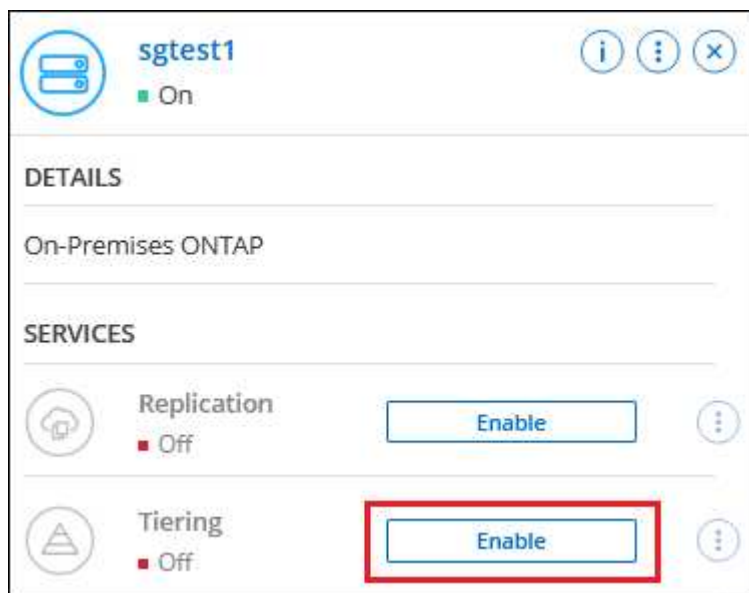 sgtest1
On
DETAILS
On-Premises ONTAP
SERVICES
Replication
Off
Enable
Tiering
Off
Enable